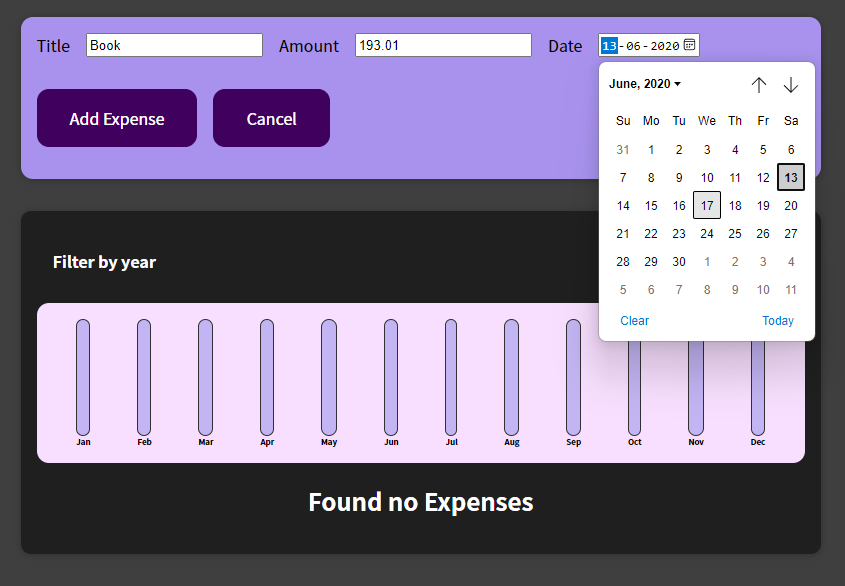 Title Book Amount 193.01 Date 13-06-2020
Add Expense Cancel
June, 2020
Su Mo Tu We Th Fr Sa
31 1 2 3 4 5 6
7 8 9 10 11 12 13
14 15 16 17 18 19 20
21 22 23 24 25 26 27
28 29 30 1 2 3 4
5 6 7 8 9 10 11
Clear Today
Filter by year
Jan Feb Mar Apr May Jun Jul Aug Sep Oct Nov Dec
Found no Expenses